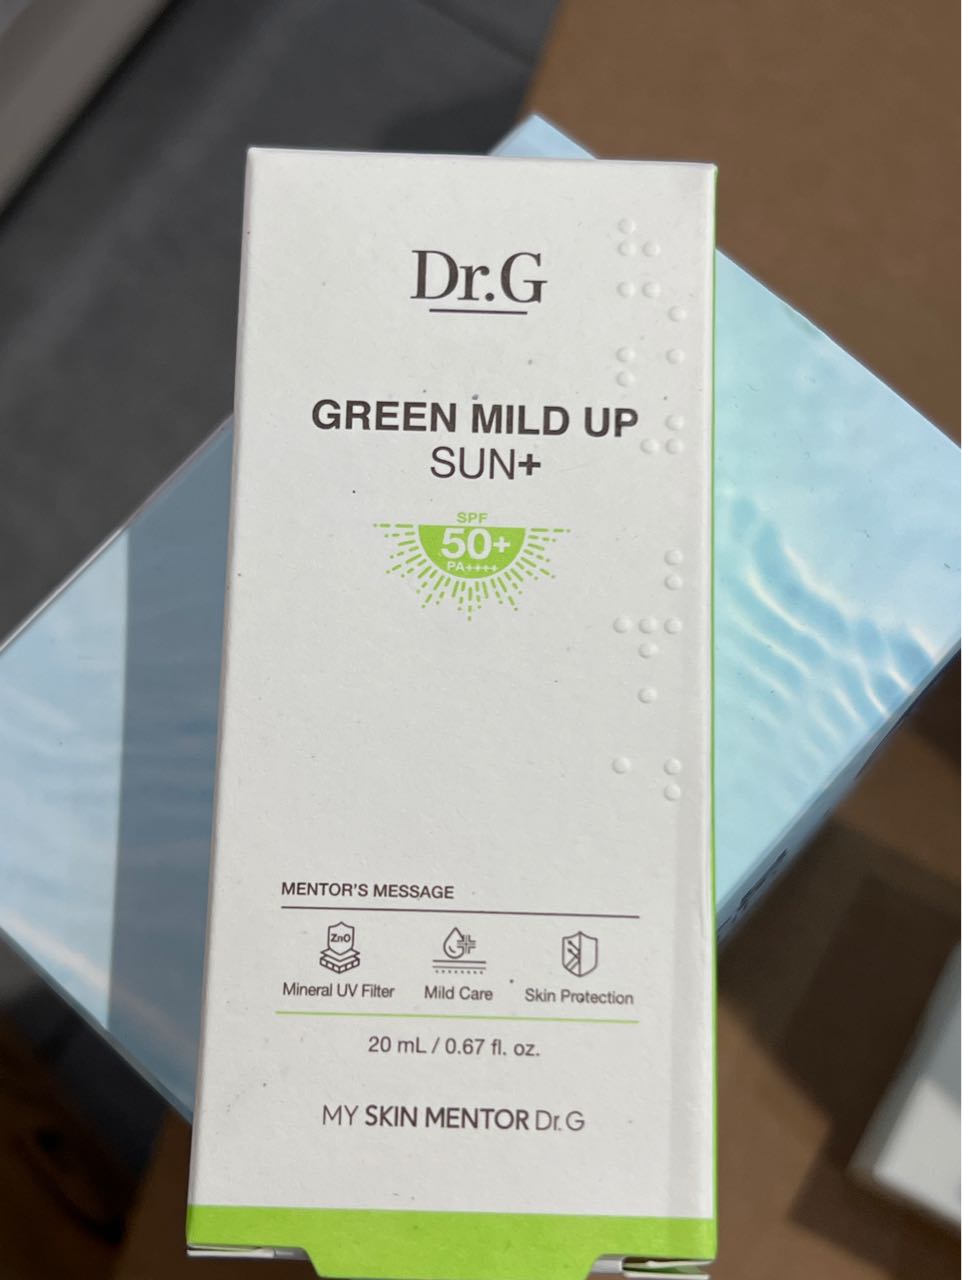 Dr.G
GREEN MILD UP
SUN+
SPF
50+
PA++++
MENTOR'S MESSAGE
ZnO
Mineral UV Filter
Mild Care
Skin Protection
20 mL / 0.67 fl. oz.
MY SKIN MENTOR Dr.G